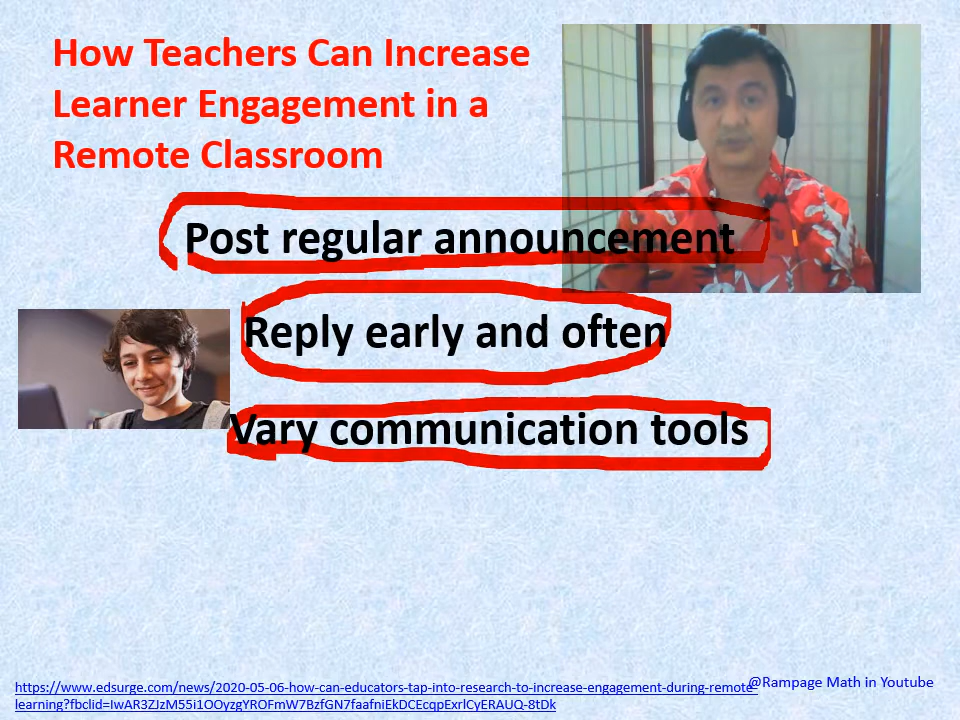 How Teachers Can Increase
Learner Engagement in a
Remote Classroom
Post regular announcement
Reply early and often
Vary communication tools
@Rampage Math in Youtube
https://www.edsurge.com/news/2020-05-06-how-can-educators-tap-into-research-to-increase-engagement-during-remote-
learning?fbclid=IwAR3ZJzM55i1OOyzgYROFmW7BzfGN7faafniEkDCEcqpExrlCyERAUQ-8tDk